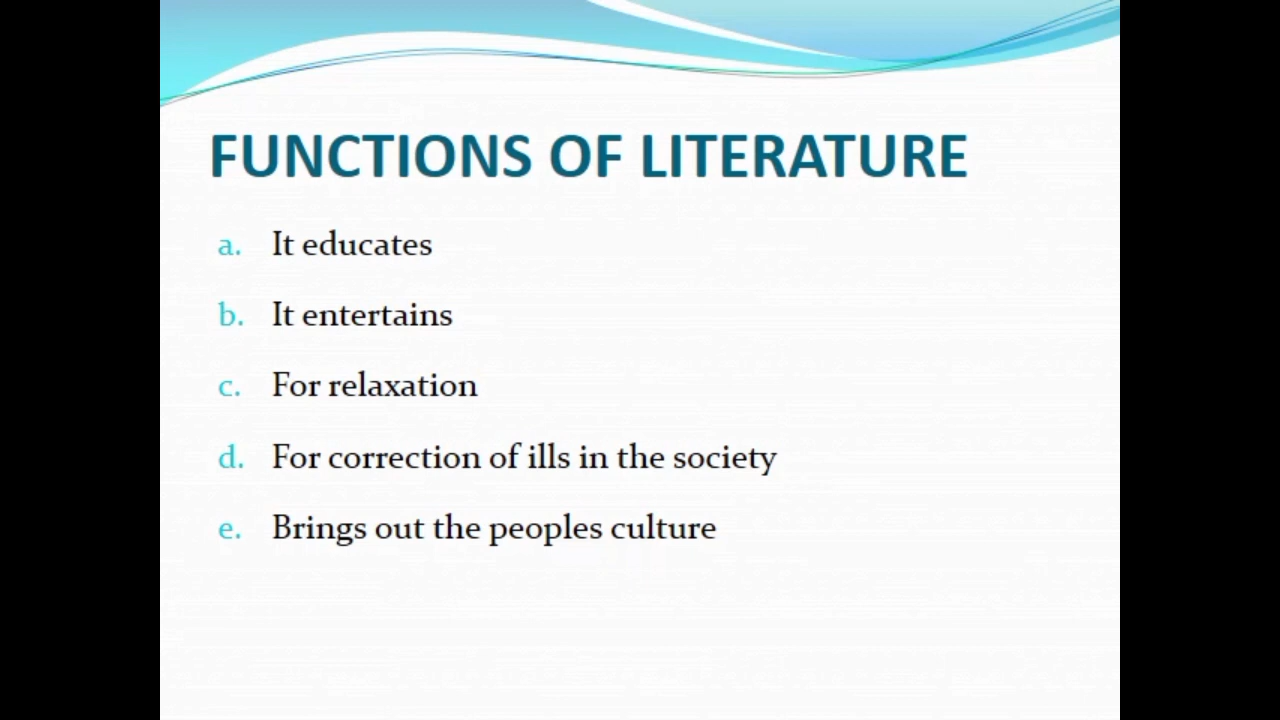 FUNCTIONS OF LITERATURE
a. It educates
b. It entertains
c. For relaxation
d. For correction of ills in the society
e. Brings out the peoples culture